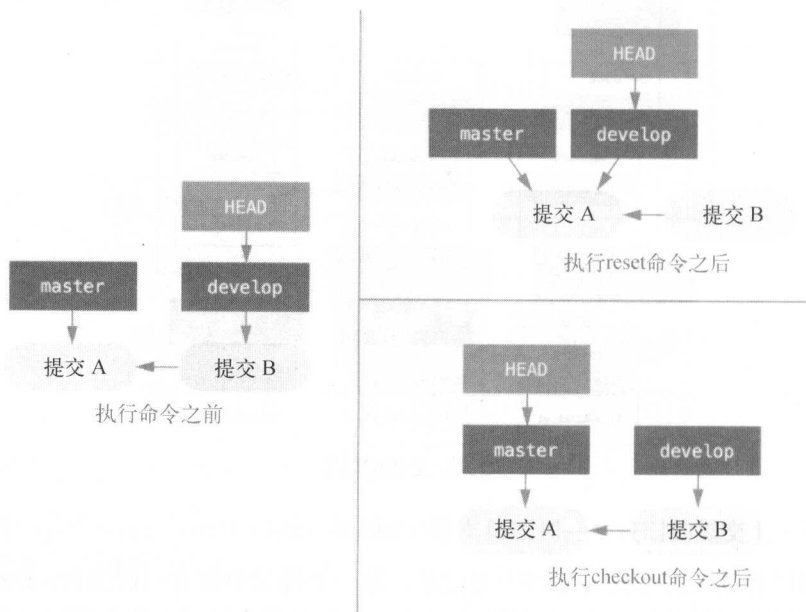 HEAD
master
develop
提交 A
提交 B
执行命令之前
HEAD
master
develop
提交 A
提交 B
执行reset命令之后
HEAD
master
develop
提交 A
提交 B
执行checkout命令之后